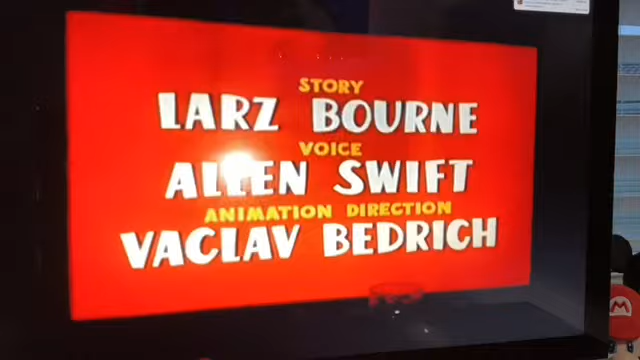 STORY
LARZ BOURNE
VOICE
ALLEN SWIFT
ANIMATION DIRECTION
VACLAV BEDRICH
M